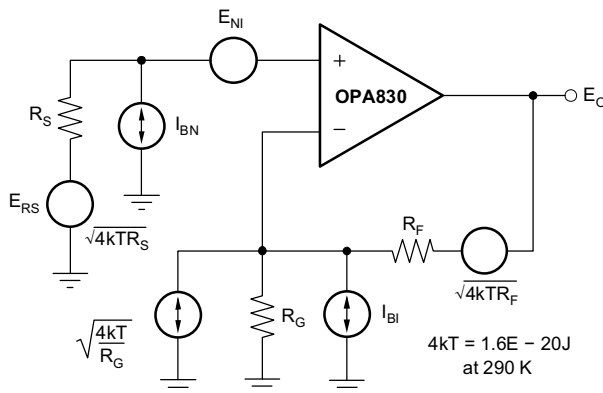 E_NI
+
OPA830
−
E_O
R_S
I_BN
E_RS
√4kTR_S
R_F
√4kTR_F
√4kT/R_G
R_G
I_BI
4kT = 1.6E − 20J
at 290 K